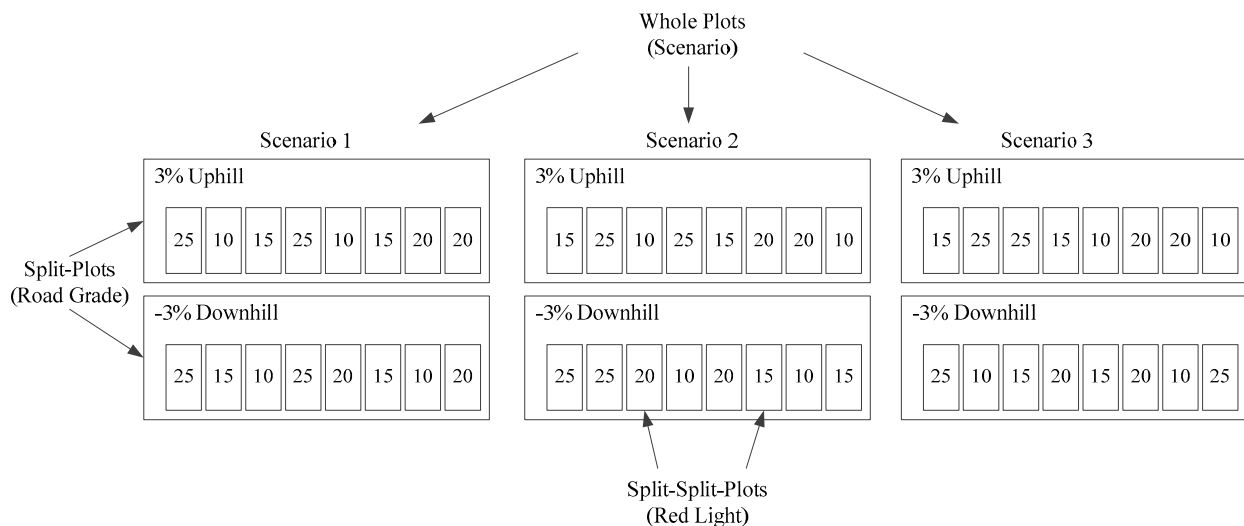 Whole Plots
(Scenario)
Scenario 1
Scenario 2
Scenario 3
3% Uphill
25 10 15 25 10 15 20 20
3% Uphill
15 25 10 25 15 20 20 10
3% Uphill
15 25 25 15 10 20 20 10
Split-Plots
(Road Grade)
-3% Downhill
25 15 10 25 20 15 10 20
-3% Downhill
25 25 20 10 20 15 10 15
-3% Downhill
25 10 15 20 15 20 10 25
Split-Split-Plots
(Red Light)